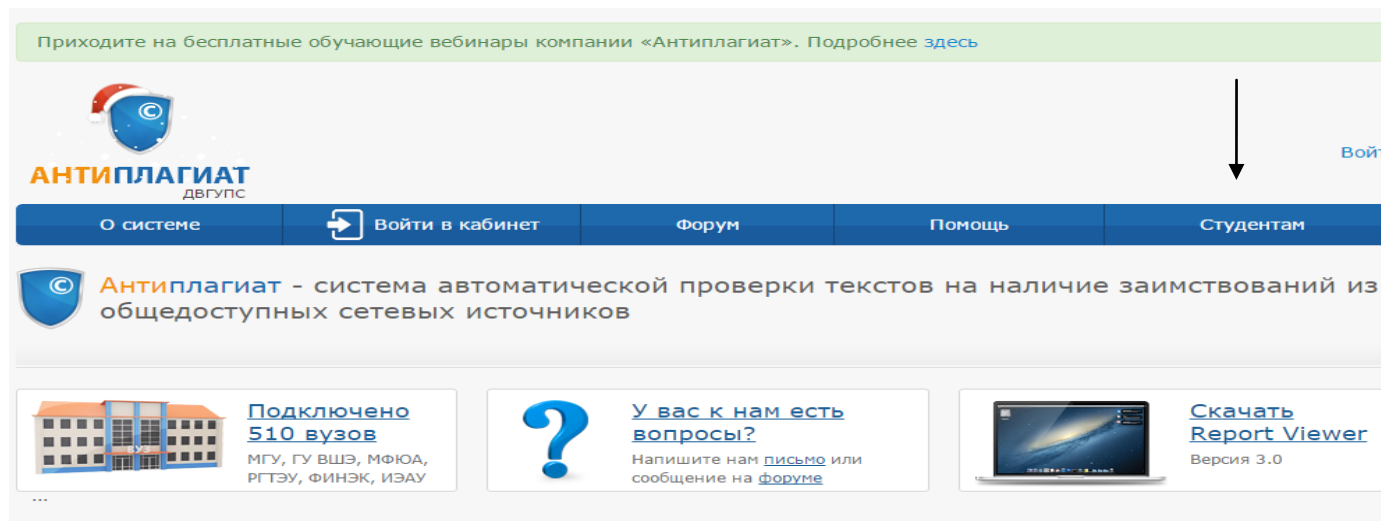 Приходите на бесплатные обучающие вебинары компании «Антиплагиат». Подробнее здесь
©
АНТИПЛАГИАТ
ДВГУПС
О системе
Войти в кабинет
Форум
Помощь
Студентам
©
Антиплагиат - система автоматической проверки текстов на наличие заимствований из
общедоступных сетевых источников
ВУЗ
Подключено
510 вузов
МГУ, ГУ ВШЭ, МФЮА,
РГТЭУ, ФИНЭК, ИЭАУ
...
?
У вас к нам есть
вопросы?
Напишите нам письмо или
сообщение на форуме
Скачать
Report Viewer
Версия 3.0